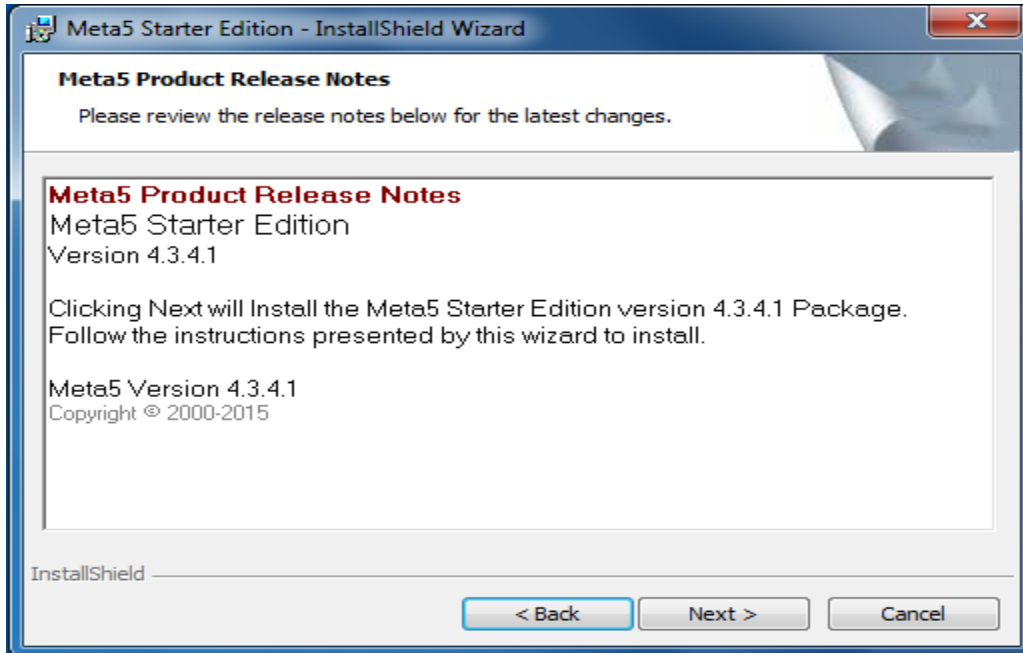 Meta5 Starter Edition - InstallShield Wizard
Meta5 Product Release Notes
Please review the release notes below for the latest changes.
Meta5 Product Release Notes
Meta5 Starter Edition
Version 4.3.4.1
Clicking Next will Install the Meta5 Starter Edition version 4.3.4.1 Package.
Follow the instructions presented by this wizard to install.
Meta5 Version 4.3.4.1
Copyright © 2000-2015
InstallShield
< Back
Next >
Cancel